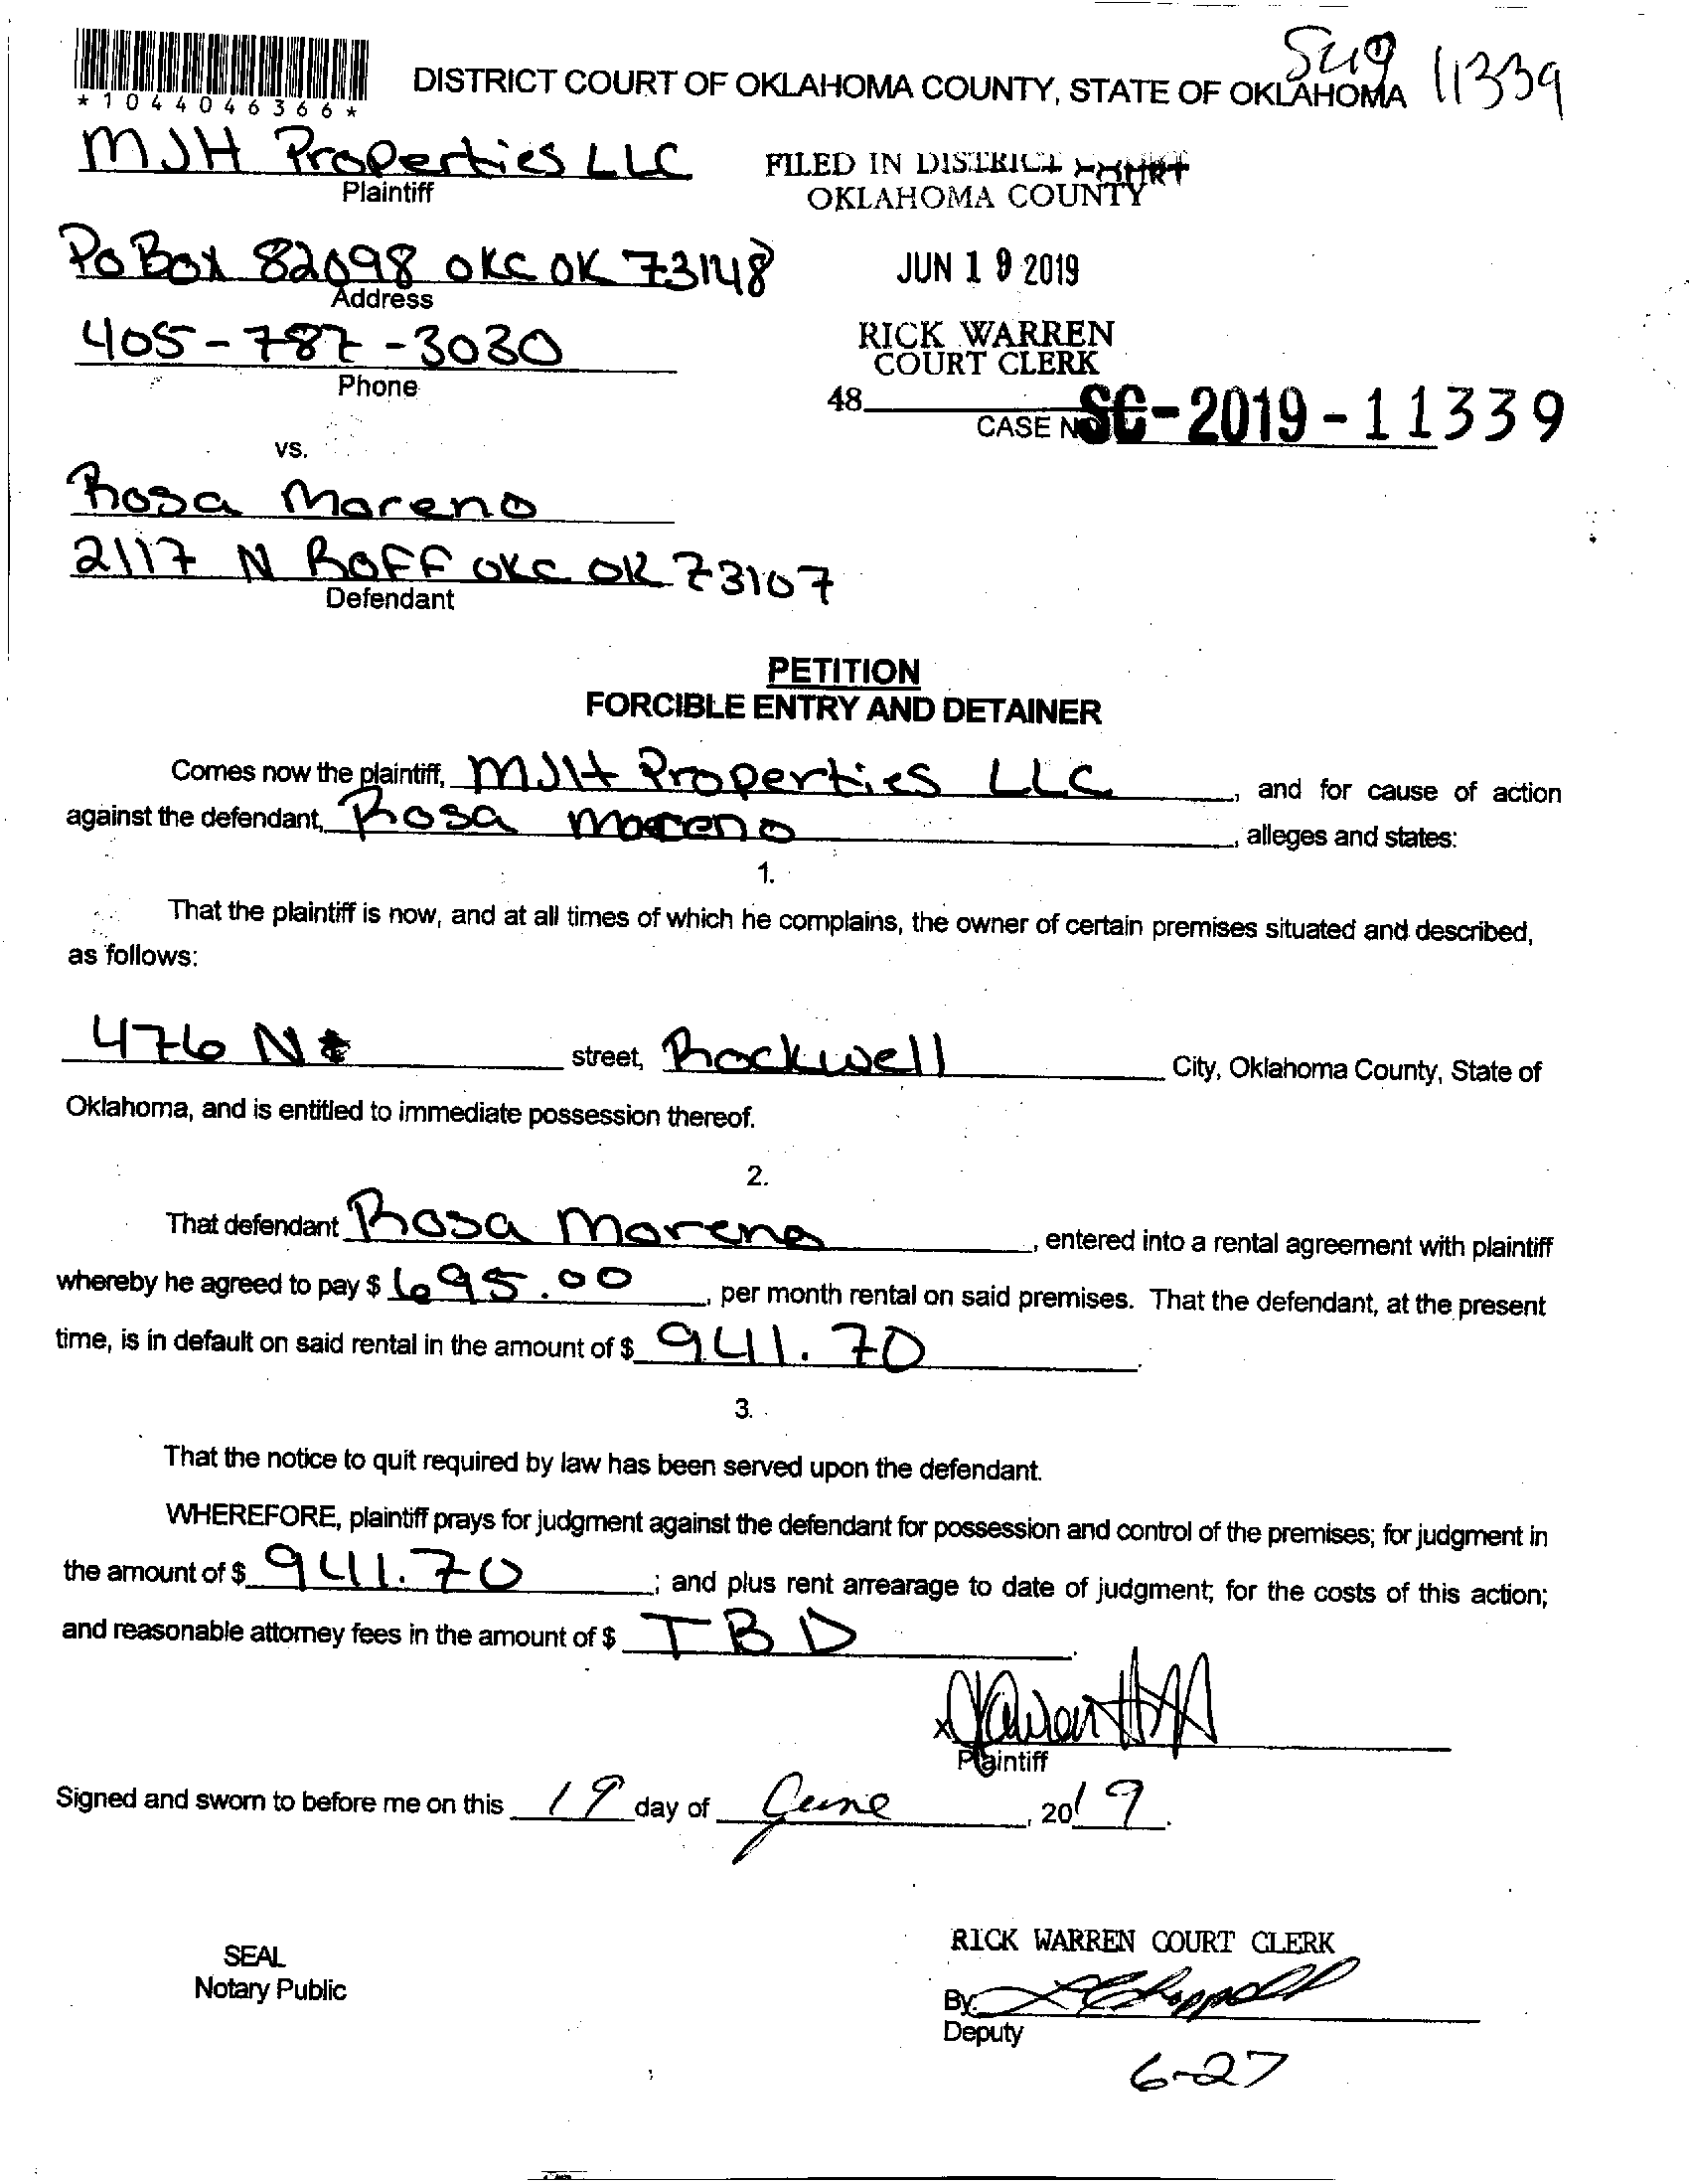 SC19 11339
DISTRICT COURT OF OKLAHOMA COUNTY, STATE OF OKLAHOMA
*1044046366*
MJH Properties LLC
Plaintiff
FILED IN DISTRICT COURT
OKLAHOMA COUNTY
PO Box 82098 OKC OK 73148
Address
JUN 19 2019
405-787-3030
Phone
RICK WARREN
COURT CLERK
48
CASE NO. SC-2019-11339
vs.
Rosa Moreno
2117 N Roff OKC OK 73107
Defendant
PETITION
FORCIBLE ENTRY AND DETAINER
Comes now the plaintiff, MJH Properties LLC, and for cause of action
against the defendant, Rosa Moreno, alleges and states:
1.
That the plaintiff is now, and at all times of which he complains, the owner of certain premises situated and described,
as follows:
476 N street, Rockwell City, Oklahoma County, State of
Oklahoma, and is entitled to immediate possession thereof.
2.
That defendant Rosa Moreno, entered into a rental agreement with plaintiff
whereby he agreed to pay $ 695.00, per month rental on said premises. That the defendant, at the present
time, is in default on said rental in the amount of $ 941.70.
3.
That the notice to quit required by law has been served upon the defendant.
WHEREFORE, plaintiff prays for judgment against the defendant for possession and control of the premises; for judgment in
the amount of $ 941.70; and plus rent arrearage to date of judgment; for the costs of this action;
and reasonable attorney fees in the amount of $ TBD.
X
Plaintiff
Signed and sworn to before me on this 19 day of June, 2019.
RICK WARREN COURT CLERK
SEAL
Notary Public
By:
Deputy
6-27